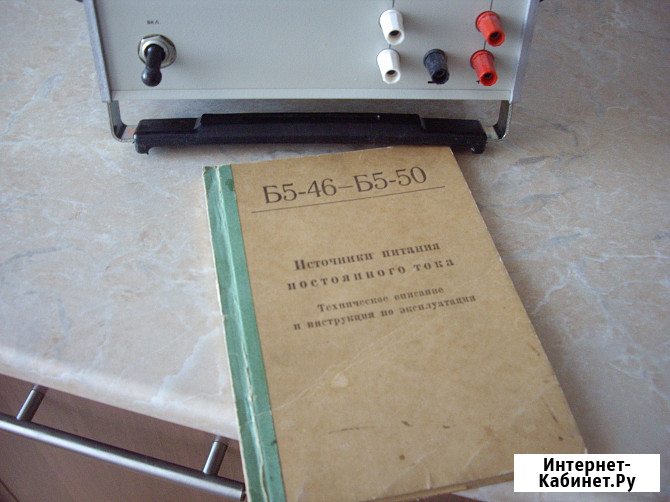 ВКЛ.
Б5-46–Б5-50
Источники питания
постоянного тока
Техническое описание
и инструкция по эксплуатации
Интернет-
Кабинет.Ру